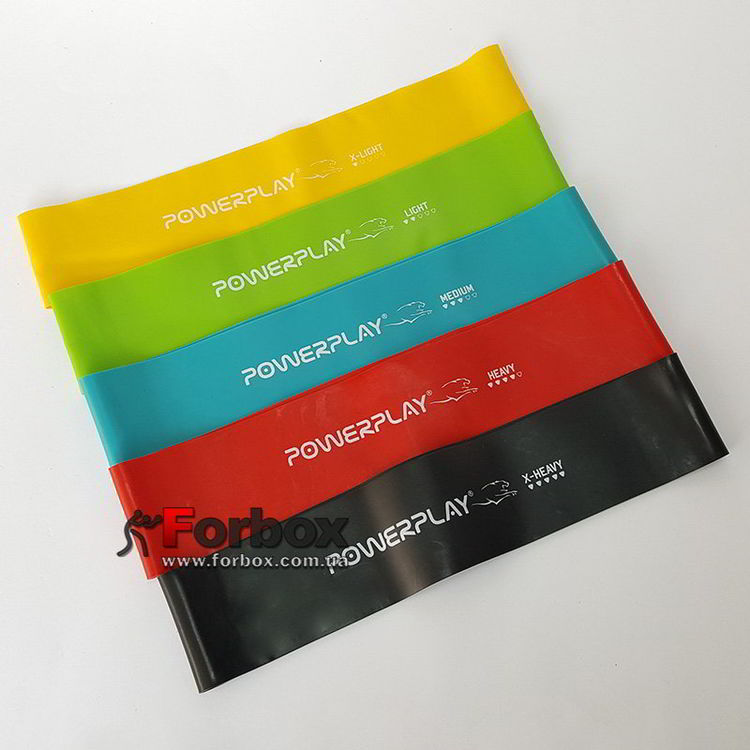 POWERPLAY® X-LIGHT
POWERPLAY® LIGHT
POWERPLAY® MEDIUM
POWERPLAY® HEAVY
POWERPLAY® X-HEAVY
Forbox
www.forbox.com.ua